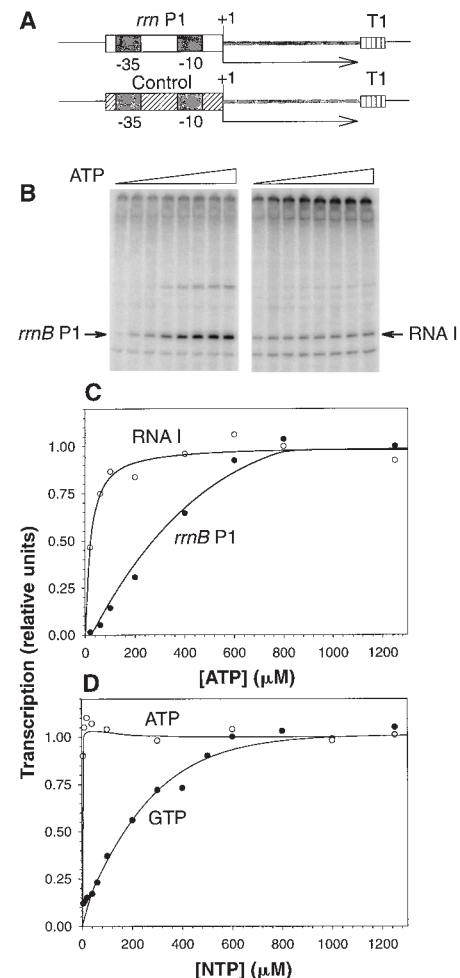 A
rrn P1
+1
T1
-35
-10
Control
+1
T1
-35
-10
B
ATP
rrnB P1
RNA I
C
1.00
0.75
0.50
0.25
0.00
RNA I
rrnB P1
0 200 400 600 800 1000 1200
[ATP] (µM)
Transcription (relative units)
D
1.00
0.75
0.50
0.25
0.00
ATP
GTP
0 200 400 600 800 1000 1200
[NTP] (µM)